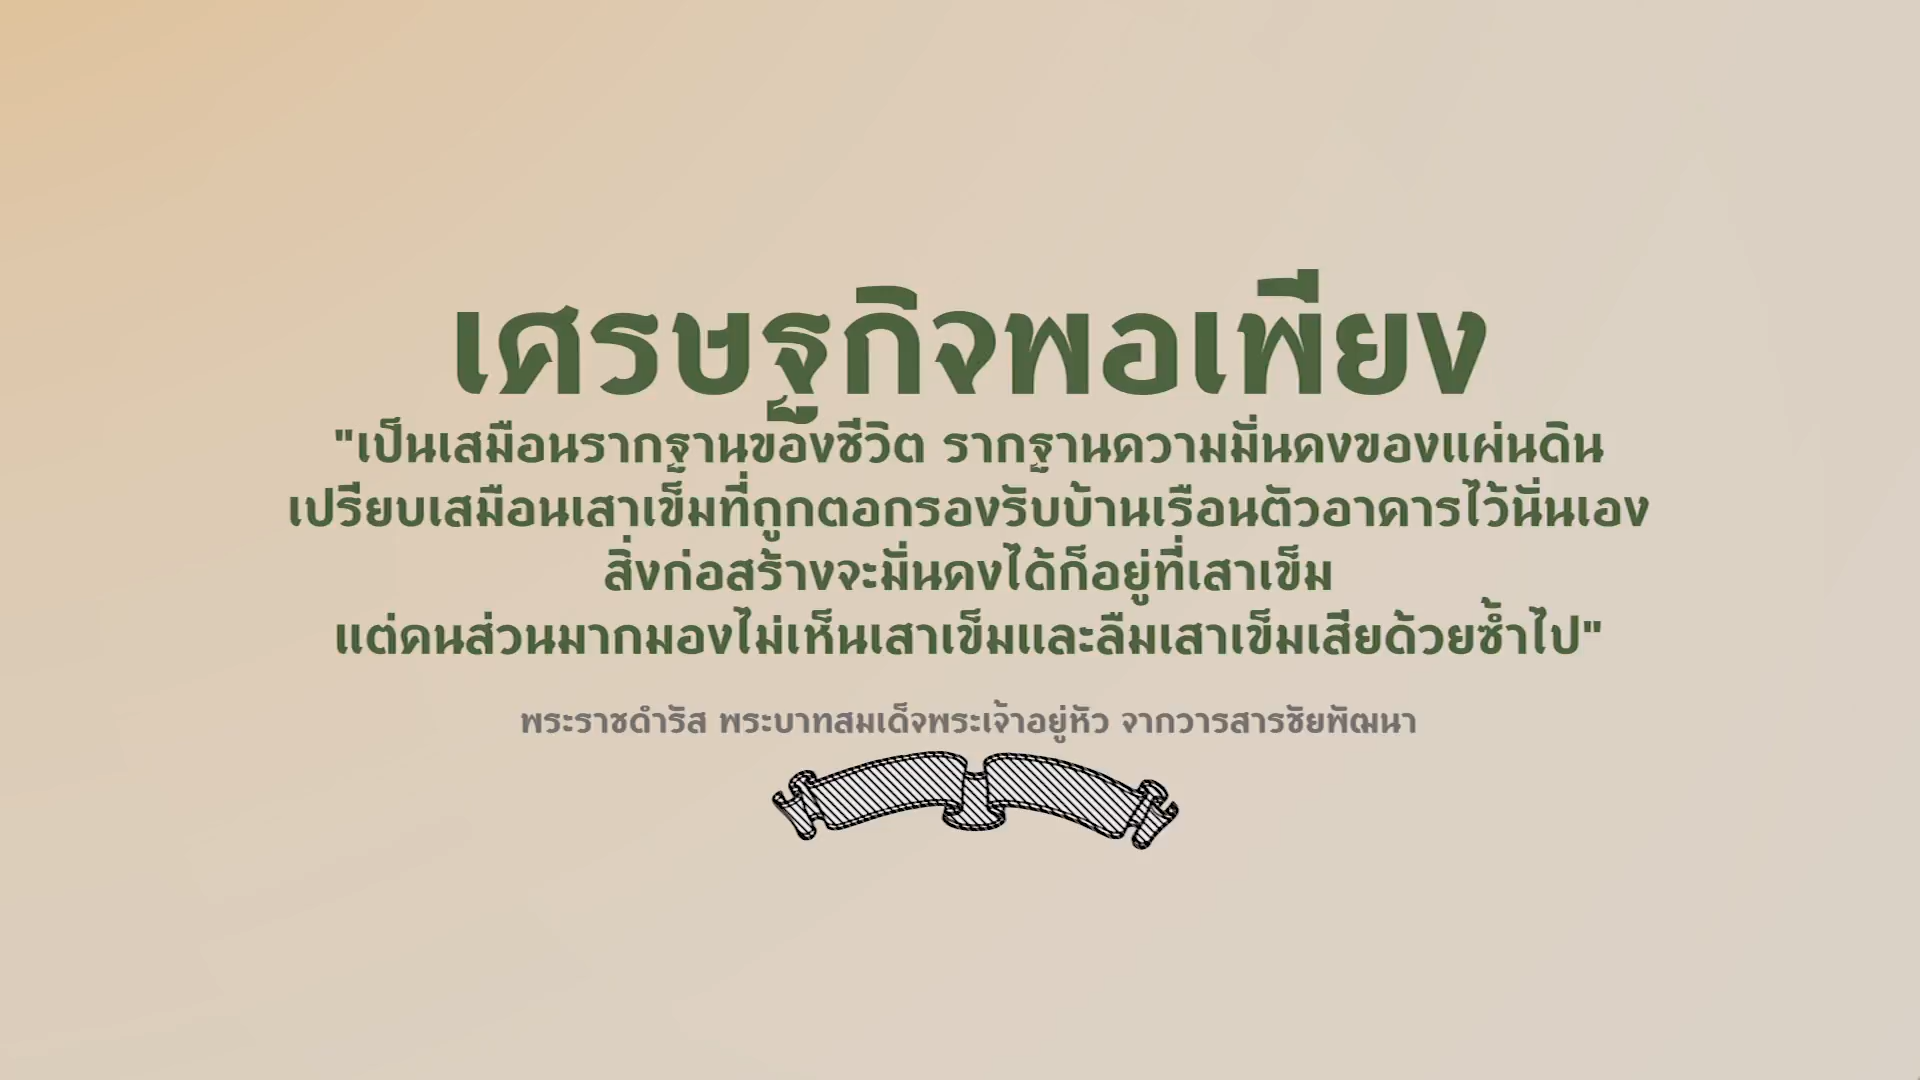 เศรษฐกิจพอเพียง
"เป็นเสมือนรากฐานของชีวิต รากฐานความมั่นคงของแผ่นดิน
เปรียบเสมือนเสาเข็มที่ถูกตอกรองรับบ้านเรือนตัวอาคารไว้นั่นเอง
สิ่งก่อสร้างจะมั่นคงได้ก็อยู่ที่เสาเข็ม
แต่คนส่วนมากมองไม่เห็นเสาเข็มและลืมเสาเข็มเสียด้วยซ้ำไป"
พระราชดำรัส พระบาทสมเด็จพระเจ้าอยู่หัว จากวารสารชัยพัฒนา